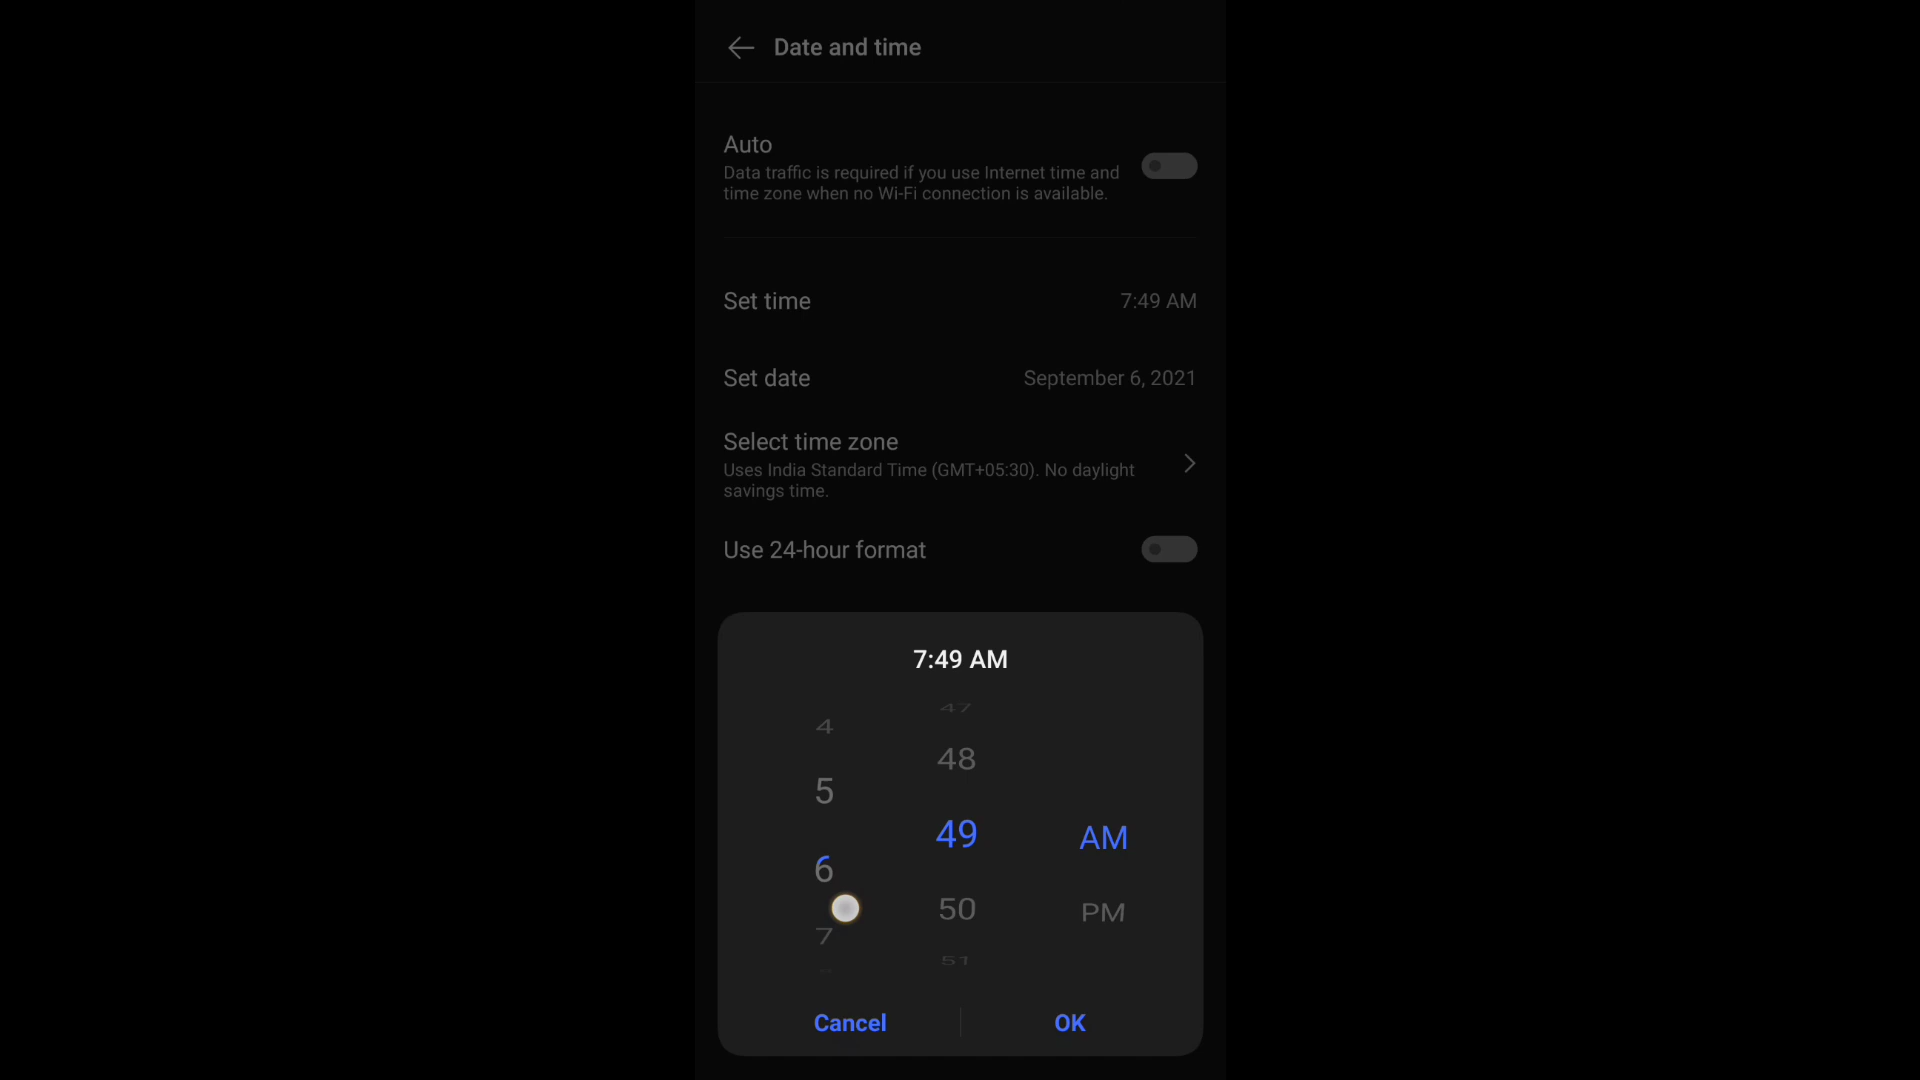 Date and time
Auto
Data traffic is required if you use Internet time and
time zone when no Wi-Fi connection is available.
Set time 7:49 AM
Set date September 6, 2021
Select time zone
Uses India Standard Time (GMT+05:30). No daylight
savings time.
Use 24-hour format
7:49 AM
47
4
48
5
49 AM
6
50 PM
7
51
Cancel OK